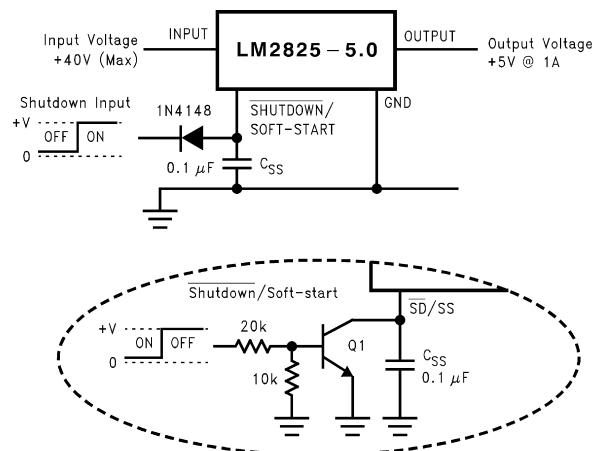 Input Voltage
+40V (Max)
INPUT
LM2825-5.0
OUTPUT
Output Voltage
+5V @ 1A
Shutdown Input
+V
OFF
ON
0
1N4148
SHUTDOWN/
SOFT-START
GND
0.1 μF
CSS
Shutdown/Soft-start
SD/SS
+V
ON
OFF
0
20k
10k
Q1
CSS
0.1 μF